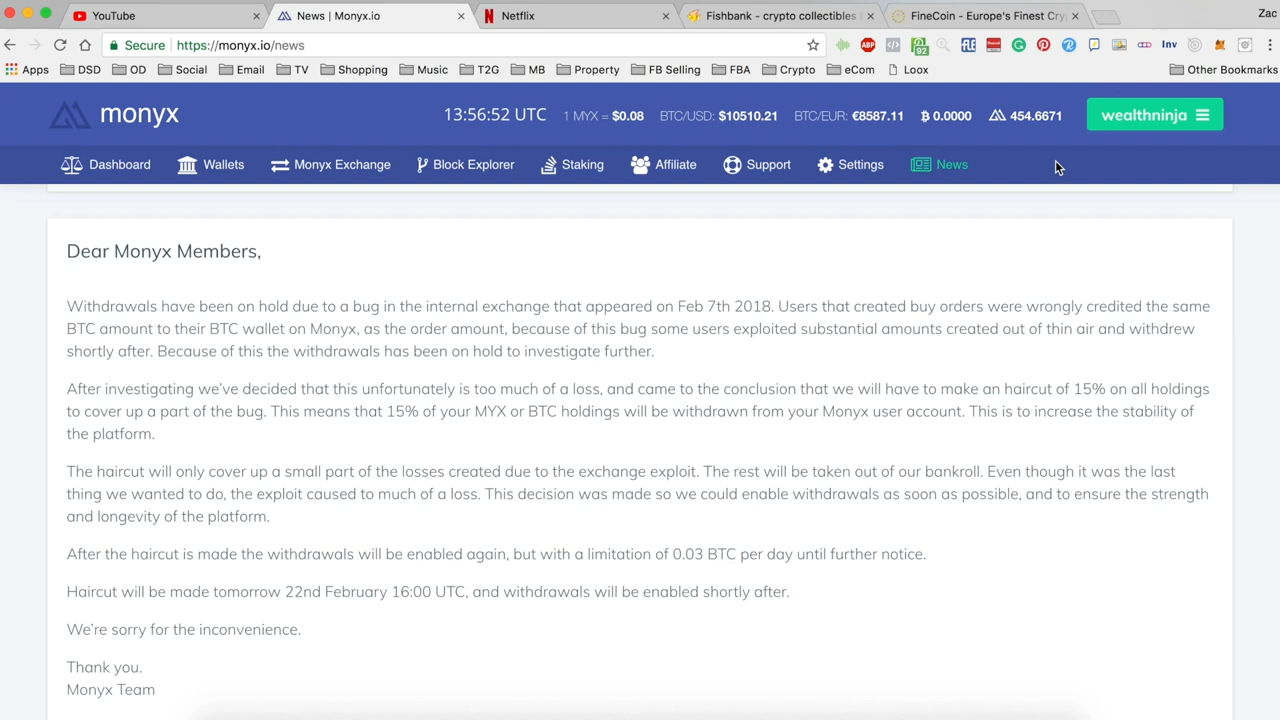 Zac
YouTube
News | Monyx.io
Netflix
Fishbank - crypto collectibles
FineCoin - Europe's Finest Cry
Secure
https://monyx.io/news
ABP
92
Inv
Apps
DSD
OD
Social
Email
TV
Shopping
Music
T2G
MB
Property
FB Selling
FBA
Crypto
eCom
Loox
Other Bookmarks
monyx
13:56:52 UTC
1 MYX = $0.08
BTC/USD: $10510.21
BTC/EUR: €8587.11
0.0000
454.6671
wealthninja
Dashboard
Wallets
Monyx Exchange
Block Explorer
Staking
Affiliate
Support
Settings
News
Dear Monyx Members,
Withdrawals have been on hold due to a bug in the internal exchange that appeared on Feb 7th 2018. Users that created buy orders were wrongly credited the same
BTC amount to their BTC wallet on Monyx, as the order amount, because of this bug some users exploited substantial amounts created out of thin air and withdrew
shortly after. Because of this the withdrawals has been on hold to investigate further.
After investigating we've decided that this unfortunately is too much of a loss, and came to the conclusion that we will have to make an haircut of 15% on all holdings
to cover up a part of the bug. This means that 15% of your MYX or BTC holdings will be withdrawn from your Monyx user account. This is to increase the stability of
the platform.
The haircut will only cover up a small part of the losses created due to the exchange exploit. The rest will be taken out of our bankroll. Even though it was the last
thing we wanted to do, the exploit caused to much of a loss. This decision was made so we could enable withdrawals as soon as possible, and to ensure the strength
and longevity of the platform.
After the haircut is made the withdrawals will be enabled again, but with a limitation of 0.03 BTC per day until further notice.
Haircut will be made tomorrow 22nd February 16:00 UTC, and withdrawals will be enabled shortly after.
We're sorry for the inconvenience.
Thank you.
Monyx Team